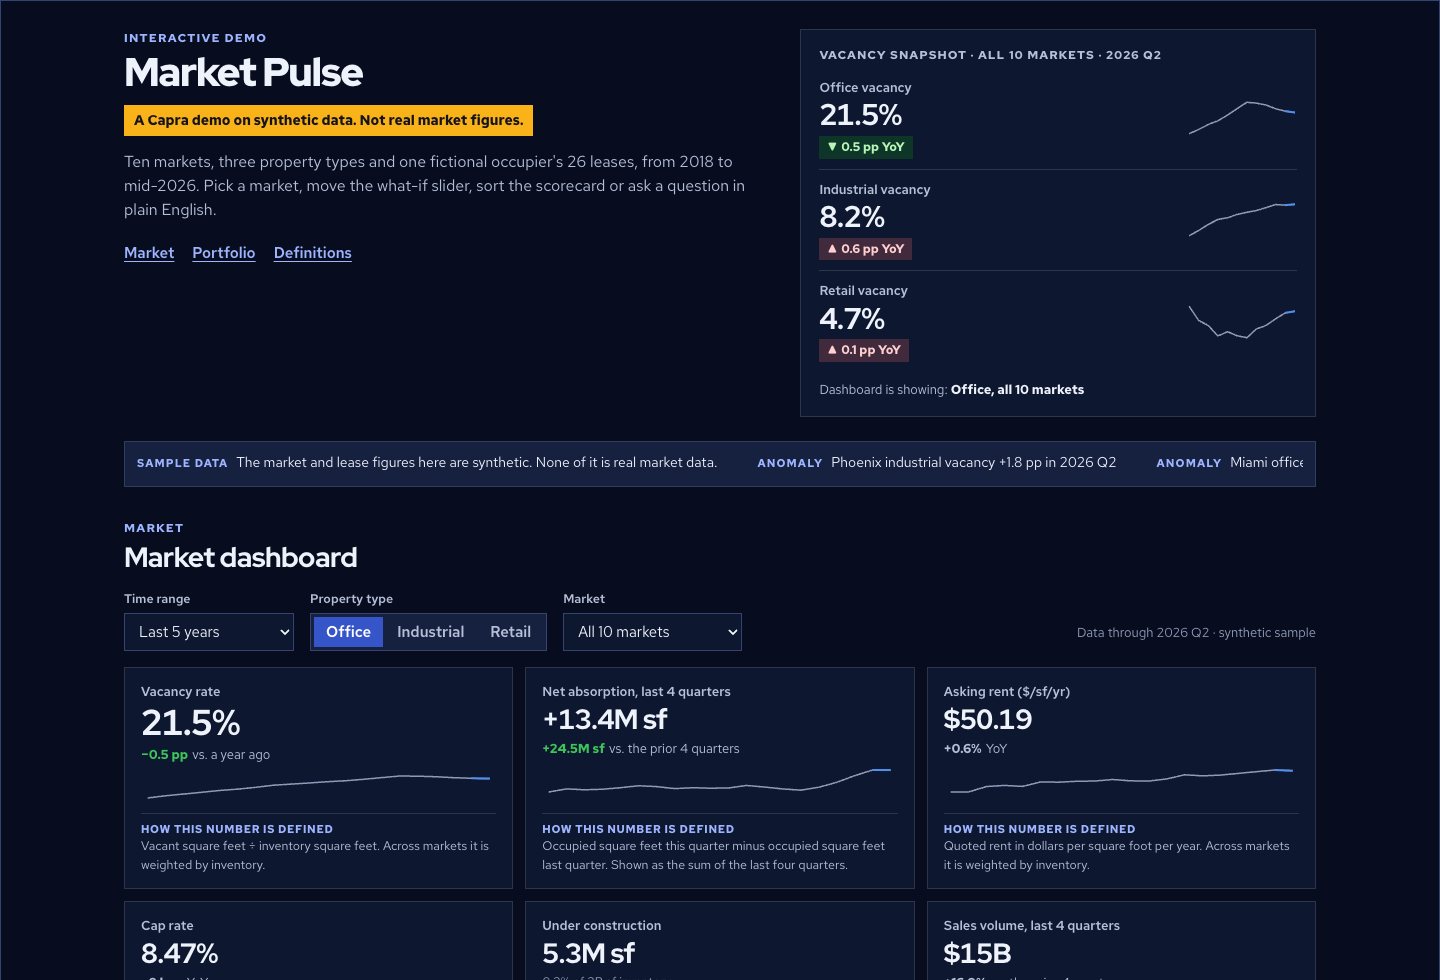 INTERACTIVE DEMO
Market Pulse
A Capra demo on synthetic data. Not real market figures.
Ten markets, three property types and one fictional occupier's 26 leases, from 2018 to
mid-2026. Pick a market, move the what-if slider, sort the scorecard or ask a question in
plain English.
Market Portfolio Definitions
VACANCY SNAPSHOT · ALL 10 MARKETS · 2026 Q2
Office vacancy
21.5%
▼ 0.5 pp YoY
Industrial vacancy
8.2%
▲ 0.6 pp YoY
Retail vacancy
4.7%
▲ 0.1 pp YoY
Dashboard is showing: Office, all 10 markets
SAMPLE DATA The market and lease figures here are synthetic. None of it is real market data. ANOMALY Phoenix industrial vacancy +1.8 pp in 2026 Q2 ANOMALY Miami office
MARKET
Market dashboard
Time range Property type Market
Last 5 years Office Industrial Retail All 10 markets Data through 2026 Q2 · synthetic sample
Vacancy rate
21.5%
−0.5 pp vs. a year ago
HOW THIS NUMBER IS DEFINED
Vacant square feet ÷ inventory square feet. Across markets it is
weighted by inventory.
Net absorption, last 4 quarters
+13.4M sf
+24.5M sf vs. the prior 4 quarters
HOW THIS NUMBER IS DEFINED
Occupied square feet this quarter minus occupied square feet
last quarter. Shown as the sum of the last four quarters.
Asking rent ($/sf/yr)
$50.19
+0.6% YoY
HOW THIS NUMBER IS DEFINED
Quoted rent in dollars per square foot per year. Across markets
it is weighted by inventory.
Cap rate
8.47%
Under construction
5.3M sf
Sales volume, last 4 quarters
$15B